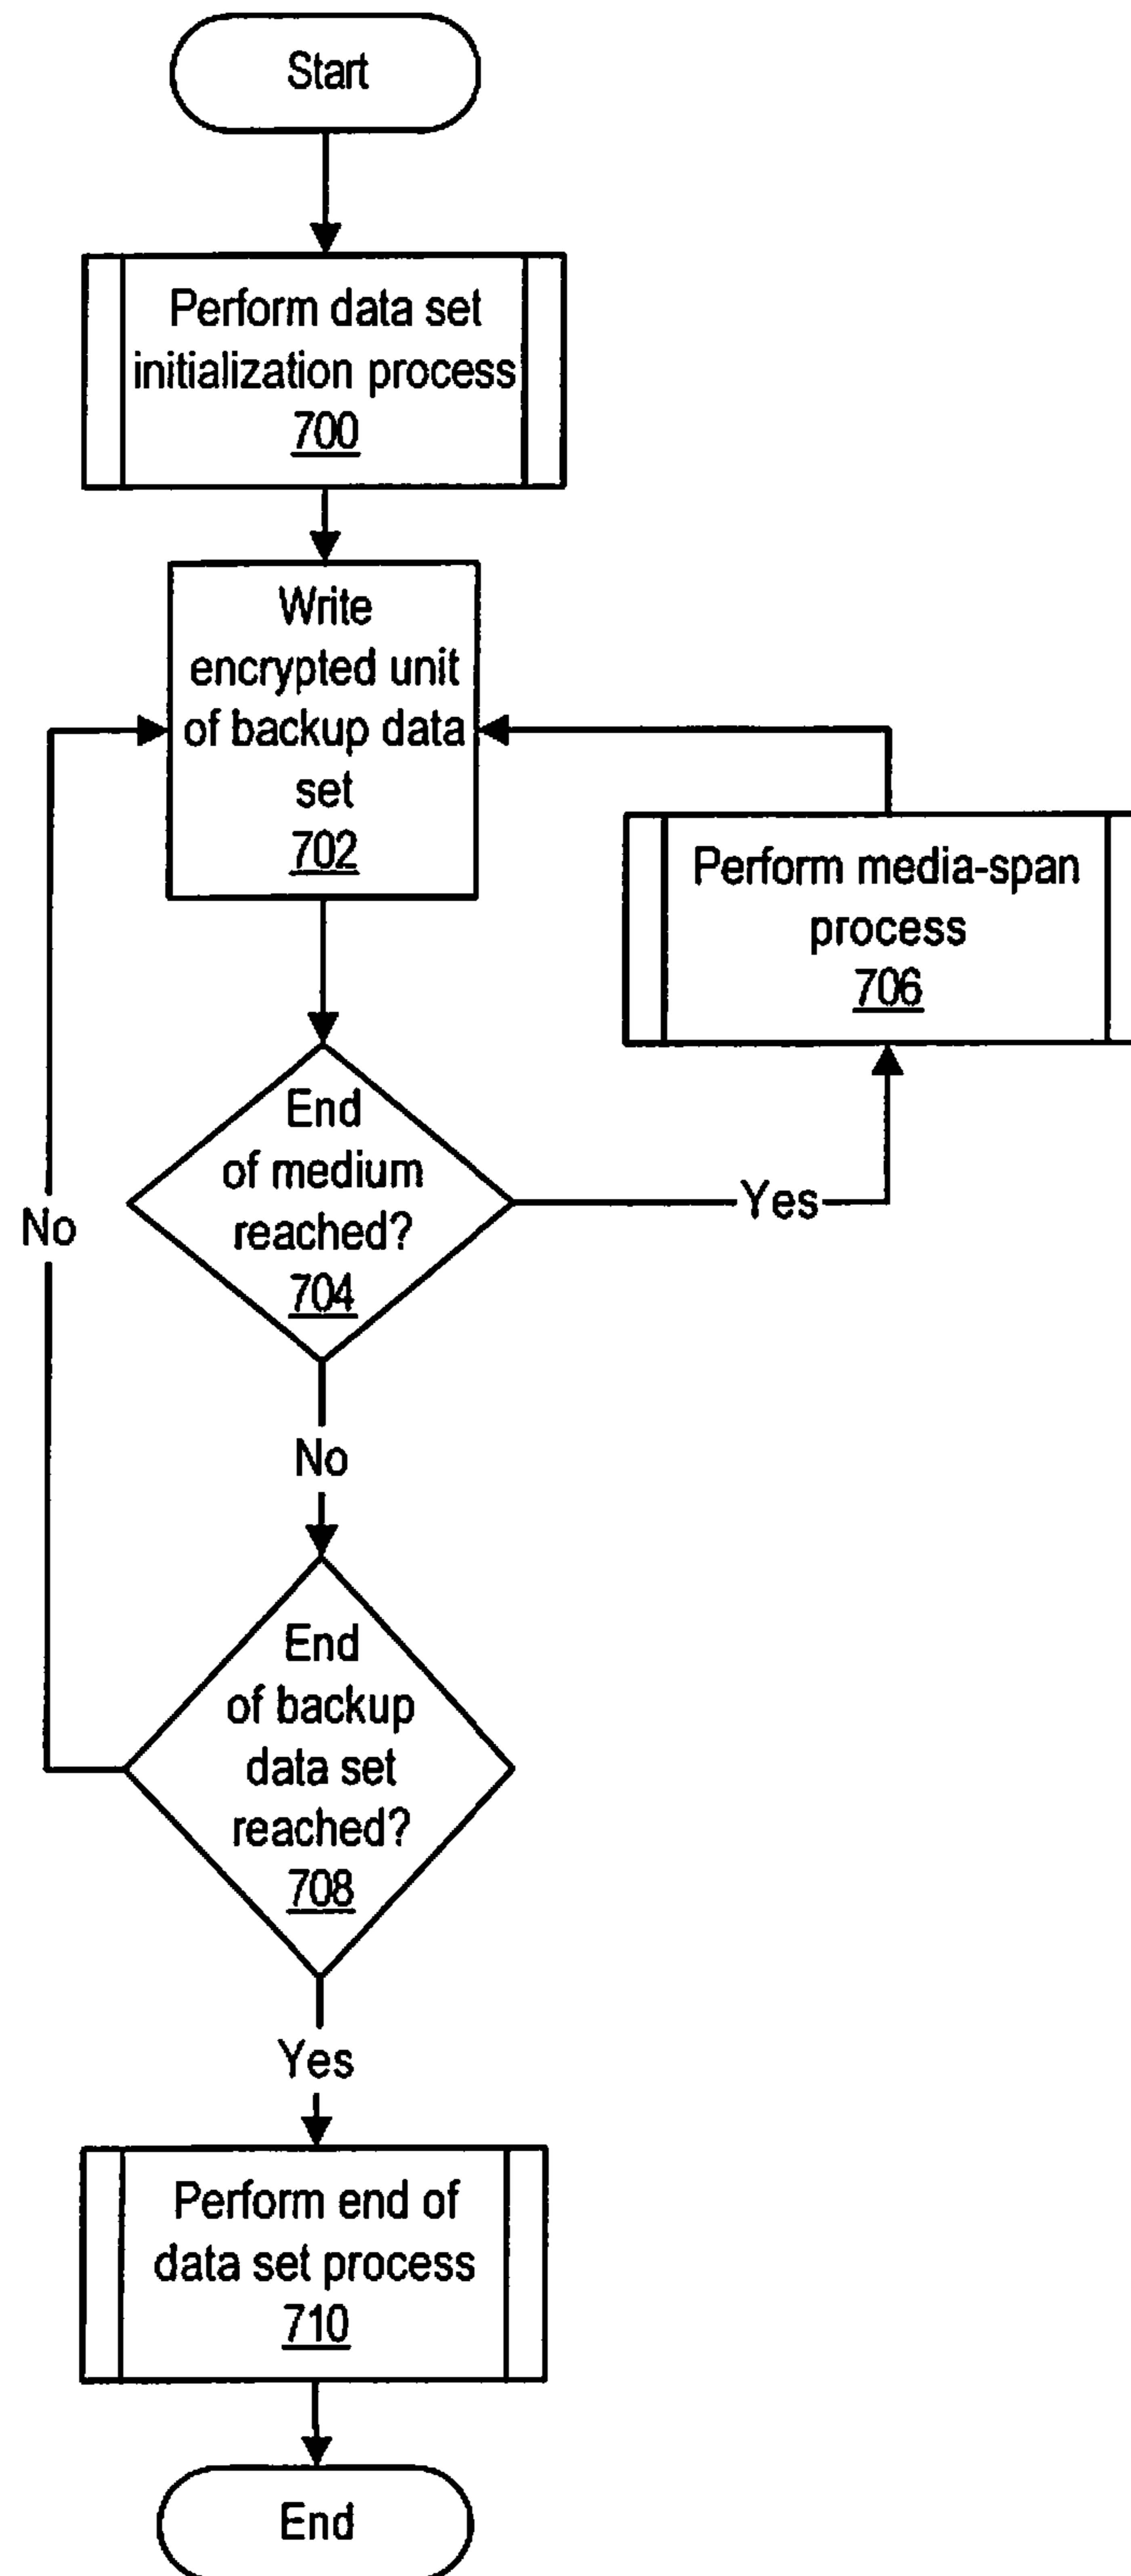 Start
Perform data set
initialization process
700
Write
encrypted unit
of backup data
set
702
Perform media-span
process
706
End
of medium
reached?
704
Yes
No
No
End
of backup
data set
reached?
708
Yes
Perform end of
data set process
710
End